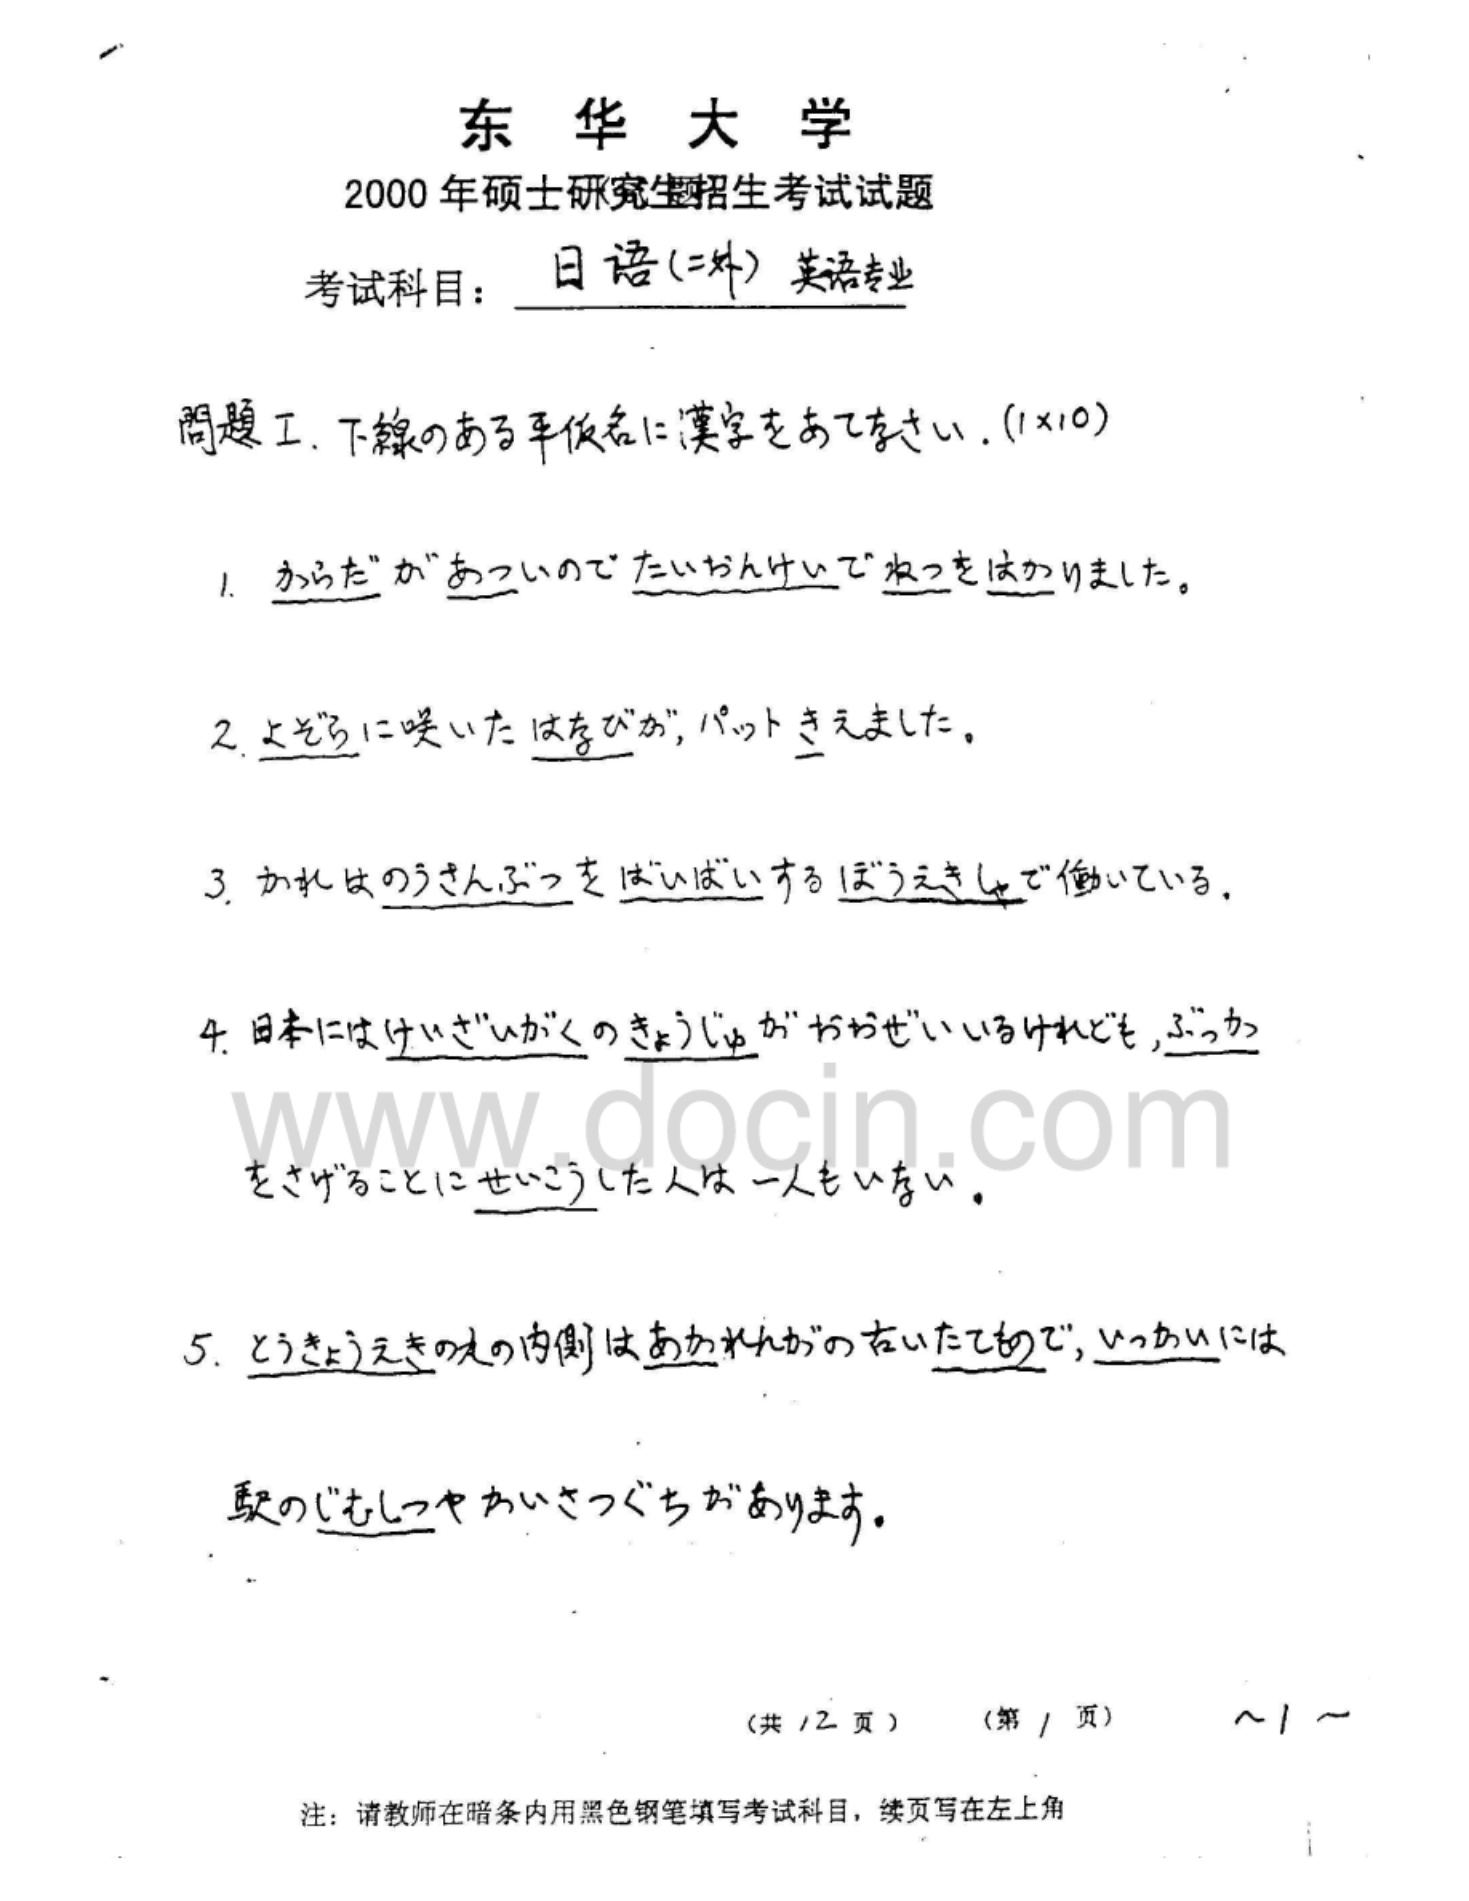 东 华 大 学
2000 年硕士研究生招生考试试题
考试科目： 日语(二外) 英语专业
問題 I. 下線のある平仮名に漢字をあてなさい. (1×10)
1. からだ が あついので たいおんけいで ねつをはかりました。
2. よぞらに咲いた はなびが, パット きえました。
3. かれは のうさんぶつを ばいばいする ぼうえきしゃで働いている.
4. 日本には けいざいがくの きょうじゅが おおぜい いるけれども, ぶっか
www.docin.com
をさげることに せいこうした人は 一人もいない.
5. とうきょうえきの の内側は あかれんがの 古いたてもので, いっかいには
駅のじむしつや かいさつぐちがあります。
(共 12 页) (第 1 页) ~1~
注: 请教师在暗条内用黑色钢笔填写考试科目, 续页写在左上角